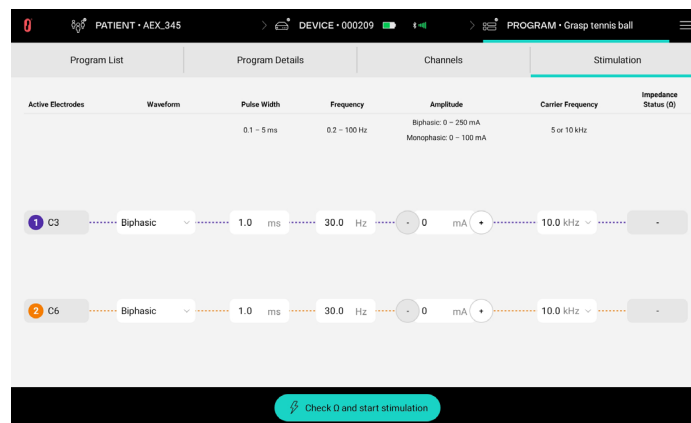 PATIENT • AEX_345
DEVICE • 000209
PROGRAM • Grasp tennis ball
Program List
Program Details
Channels
Stimulation
Active Electrodes
Waveform
Pulse Width
Frequency
Amplitude
Carrier Frequency
Impedance
Status (Ω)
0.1 – 5 ms
0.2 – 100 Hz
Biphasic: 0 – 250 mA
Monophasic: 0 – 100 mA
5 or 10 kHz
1 C3 Biphasic 1.0 ms 30.0 Hz - 0 mA + 10.0 kHz -
2 C6 Biphasic 1.0 ms 30.0 Hz - 0 mA + 10.0 kHz -
Check Ω and start stimulation